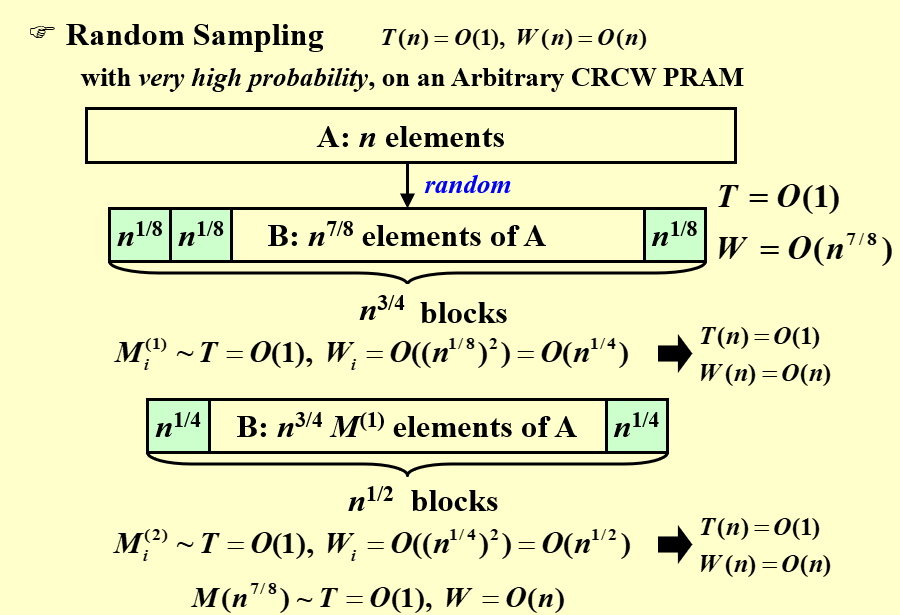 ☞ Random Sampling T(n) = O(1), W(n) = O(n)
with very high probability, on an Arbitrary CRCW PRAM
A: n elements
random
n^{1/8} n^{1/8} B: n^{7/8} elements of A n^{1/8}
T = O(1)
W = O(n^{7/8})
n^{3/4} blocks
M_i^{(1)} ~ T = O(1), W_i = O((n^{1/8})^2) = O(n^{1/4})
T(n) = O(1)
W(n) = O(n)
n^{1/4} B: n^{3/4} M^{(1)} elements of A n^{1/4}
n^{1/2} blocks
M_i^{(2)} ~ T = O(1), W_i = O((n^{1/4})^2) = O(n^{1/2})
T(n) = O(1)
W(n) = O(n)
M(n^{7/8}) ~ T = O(1), W = O(n)